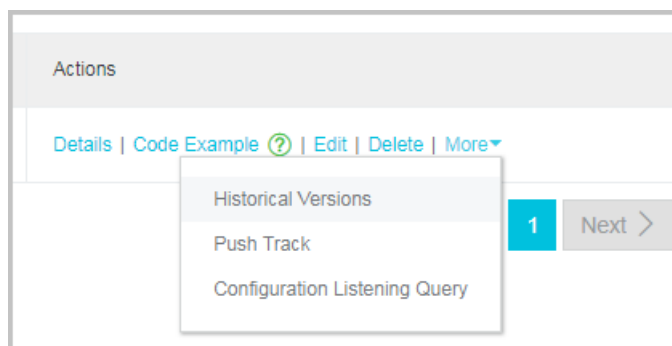 Actions
Details | Code Example ? | Edit | Delete | More
Historical Versions
Push Track
1 Next
Configuration Listening Query